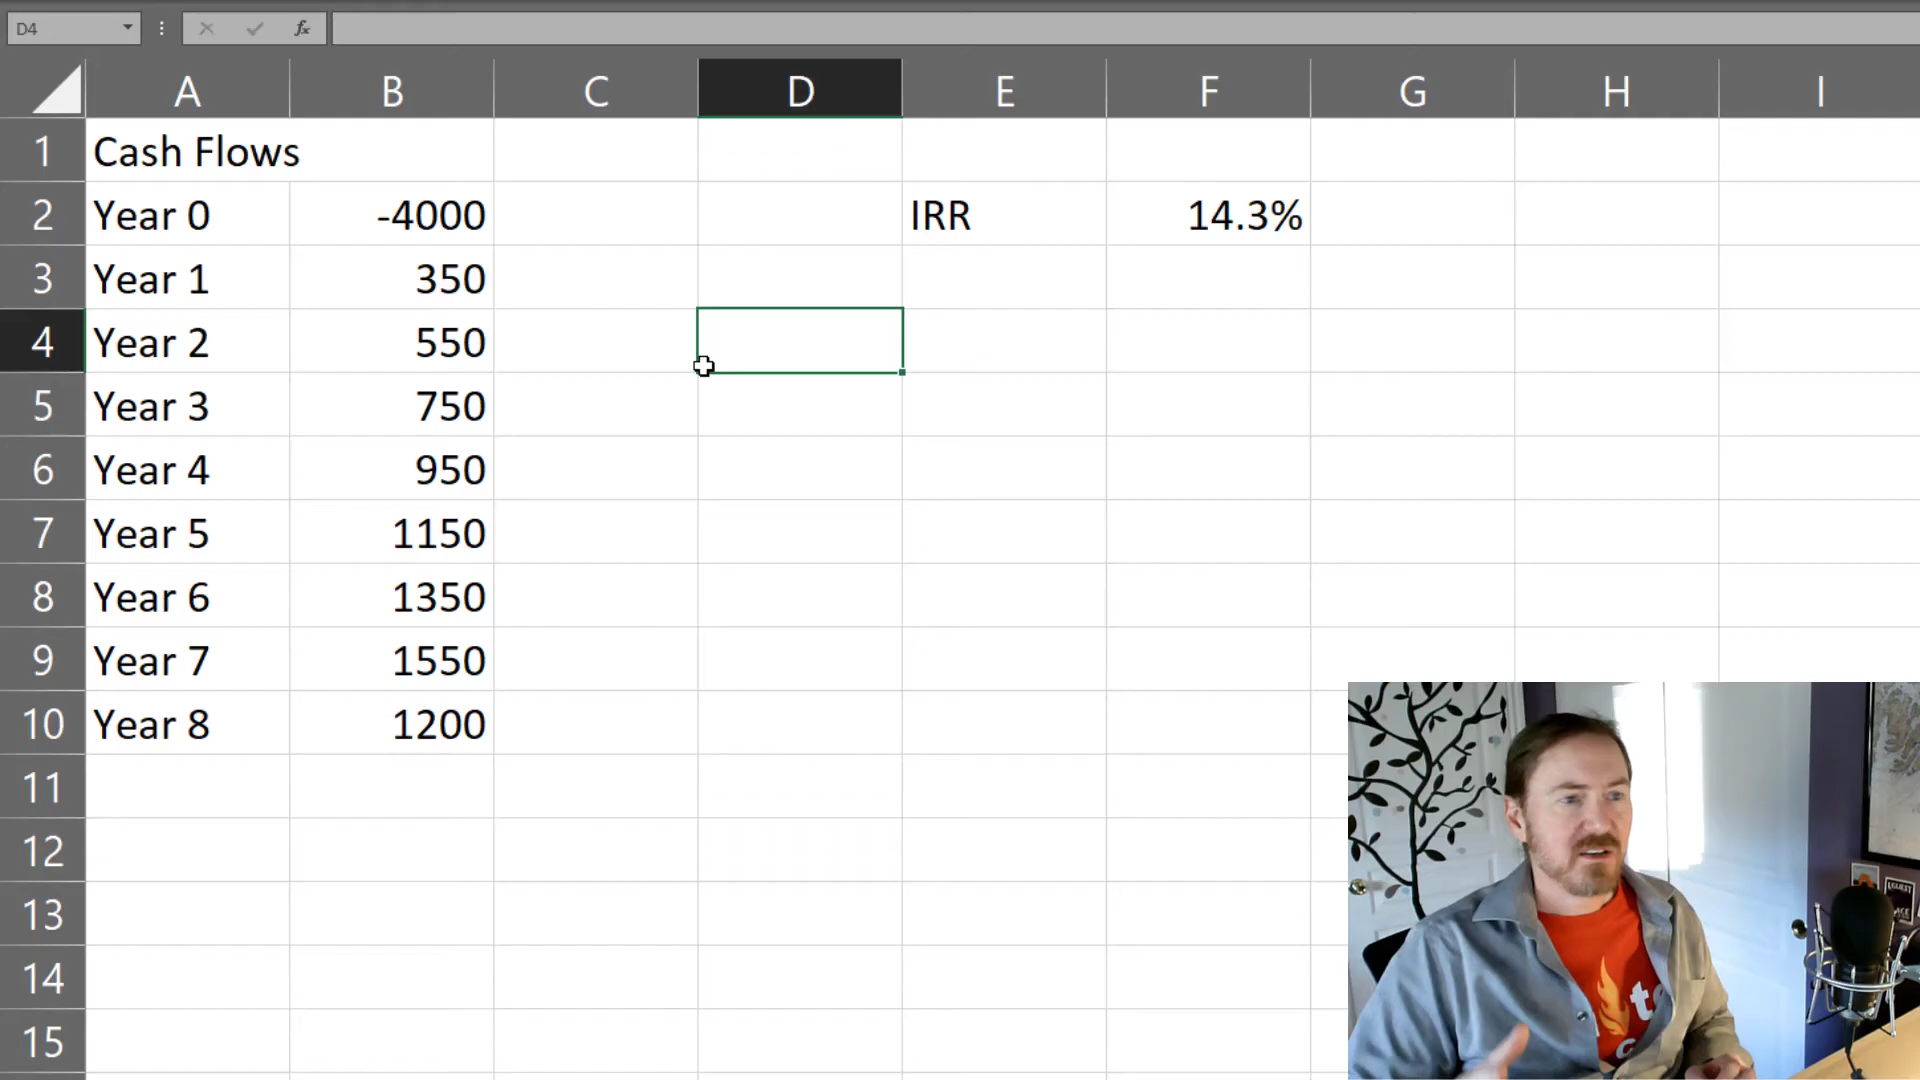 D4
fx
A B C D E F G H I
1 Cash Flows
2 Year 0 -4000 IRR 14.3%
3 Year 1 350
4 Year 2 550
5 Year 3 750
6 Year 4 950
7 Year 5 1150
8 Year 6 1350
9 Year 7 1550
10 Year 8 1200
11
12
13
14
15